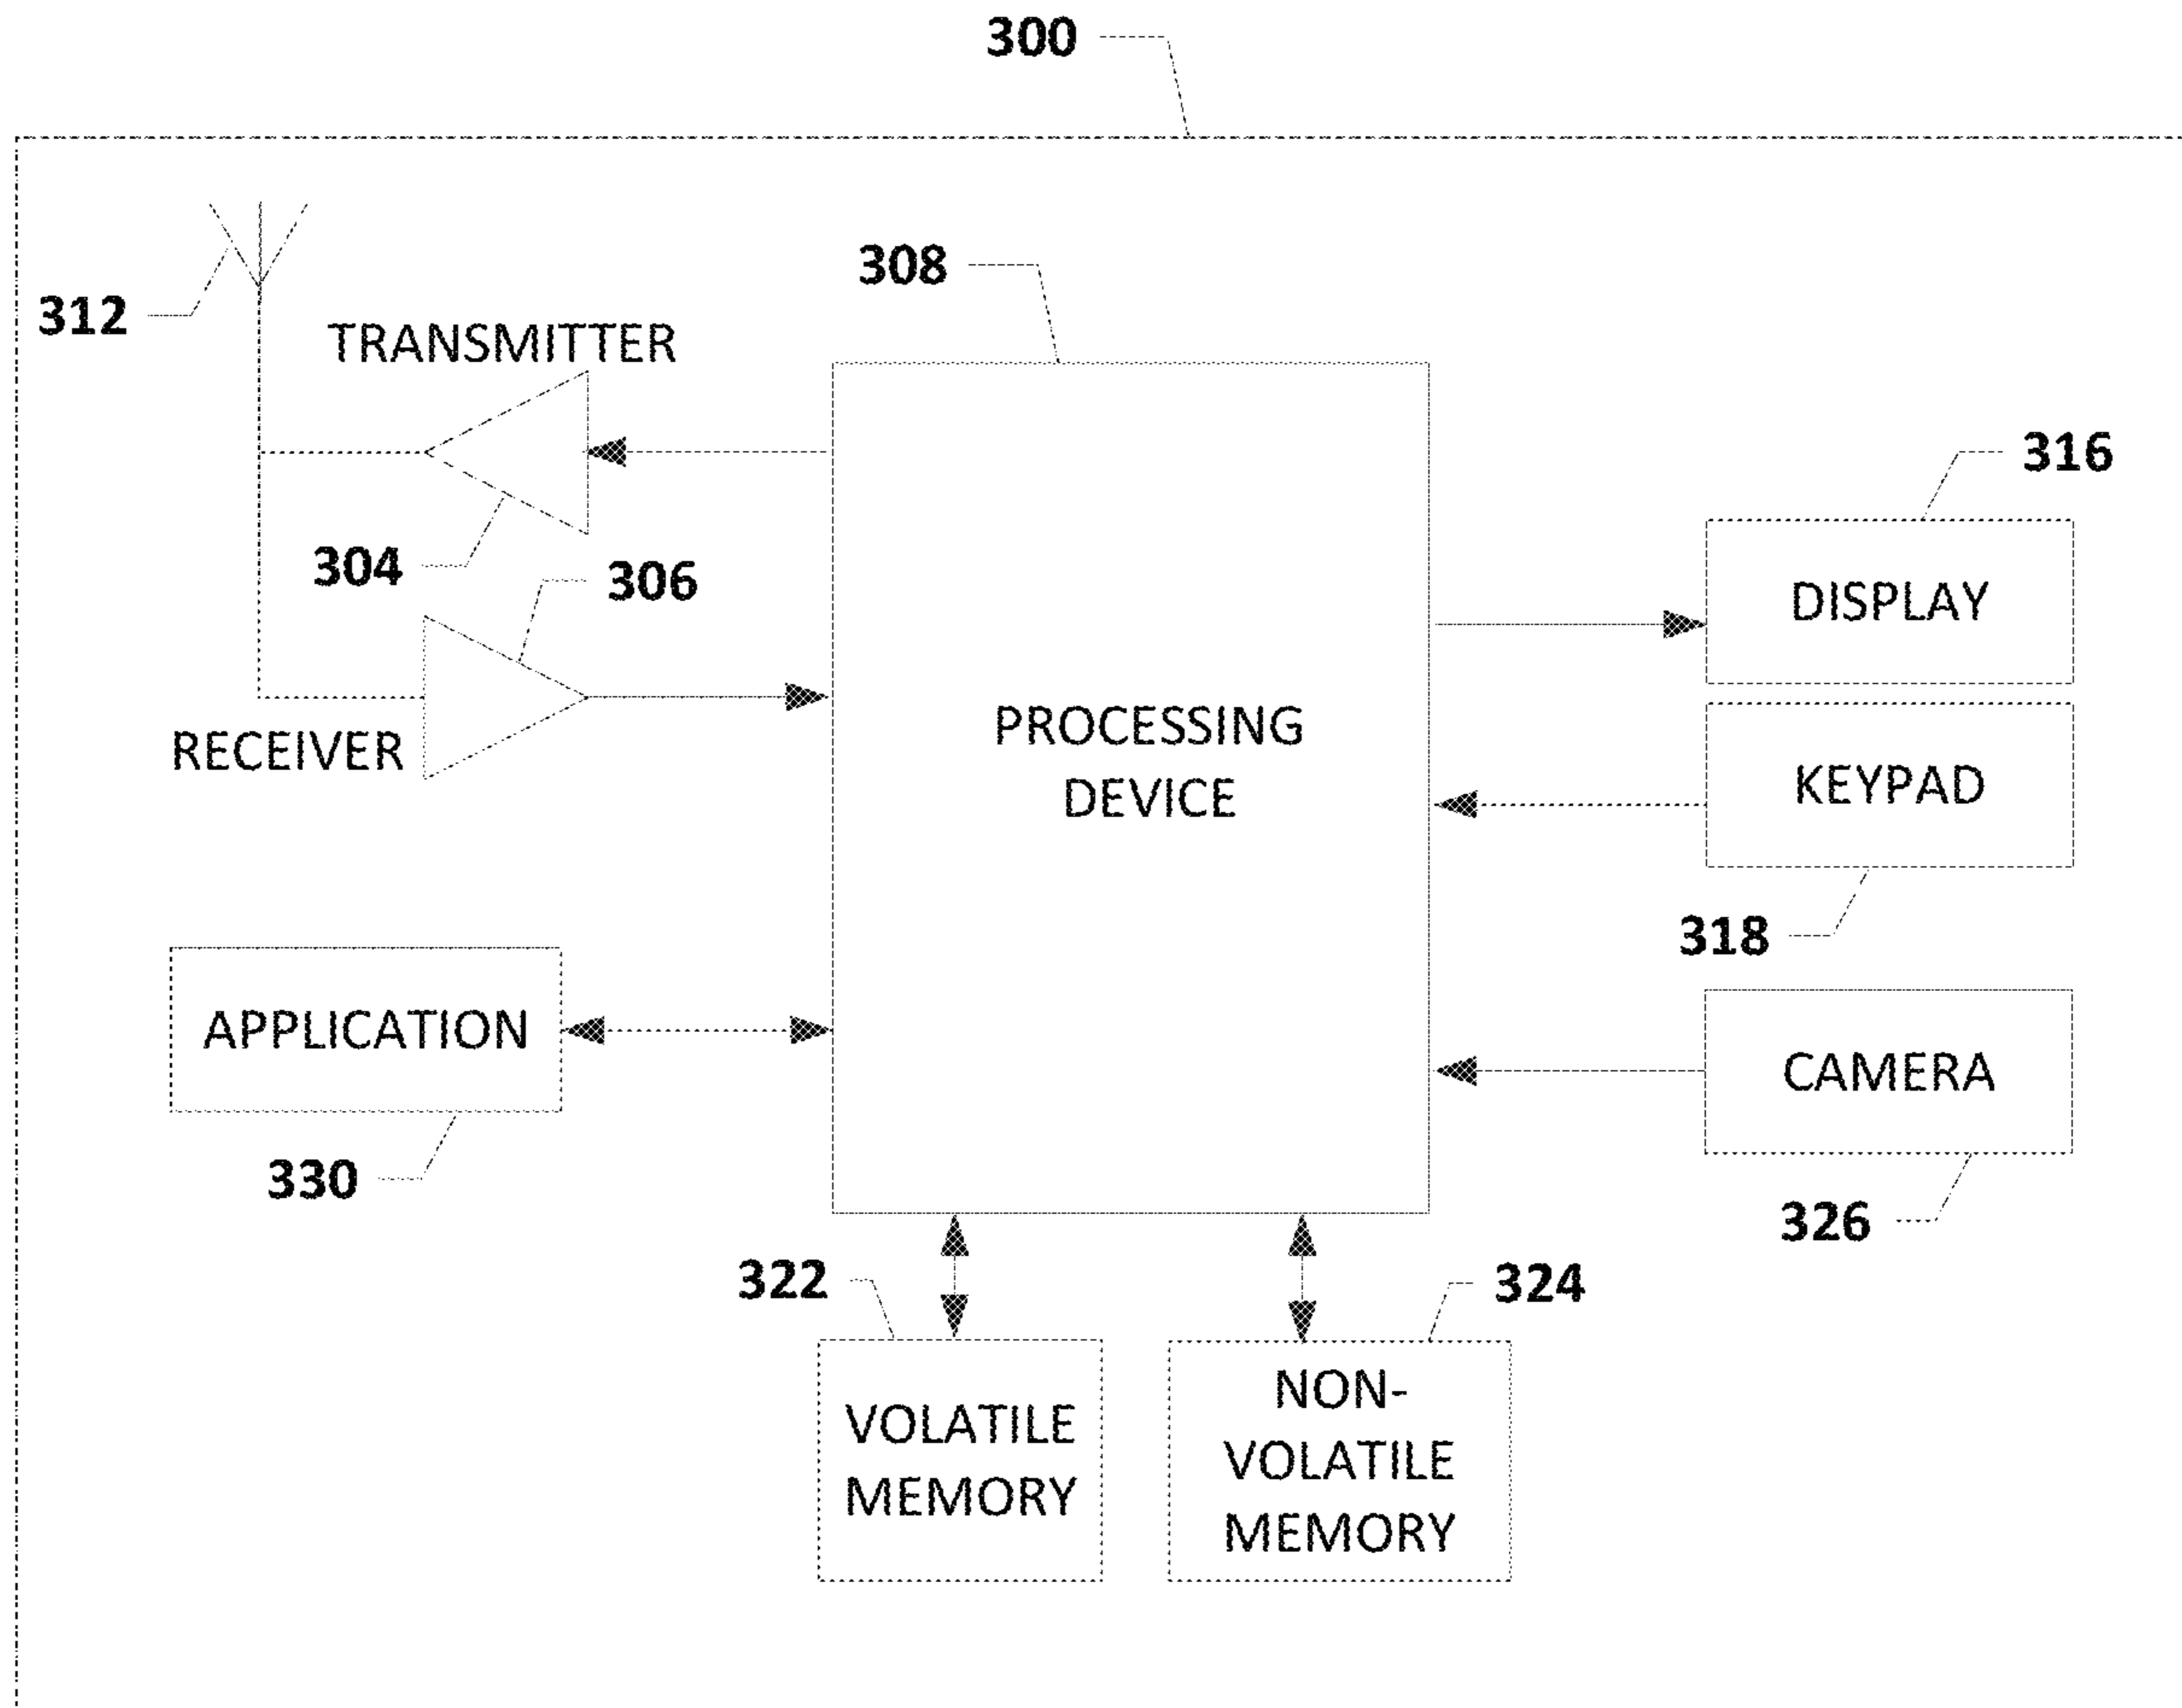 300
312
308
TRANSMITTER
316
304
306
DISPLAY
RECEIVER
PROCESSING
DEVICE
KEYPAD
318
APPLICATION
CAMERA
330
326
322
324
VOLATILE
MEMORY
NON-
VOLATILE
MEMORY